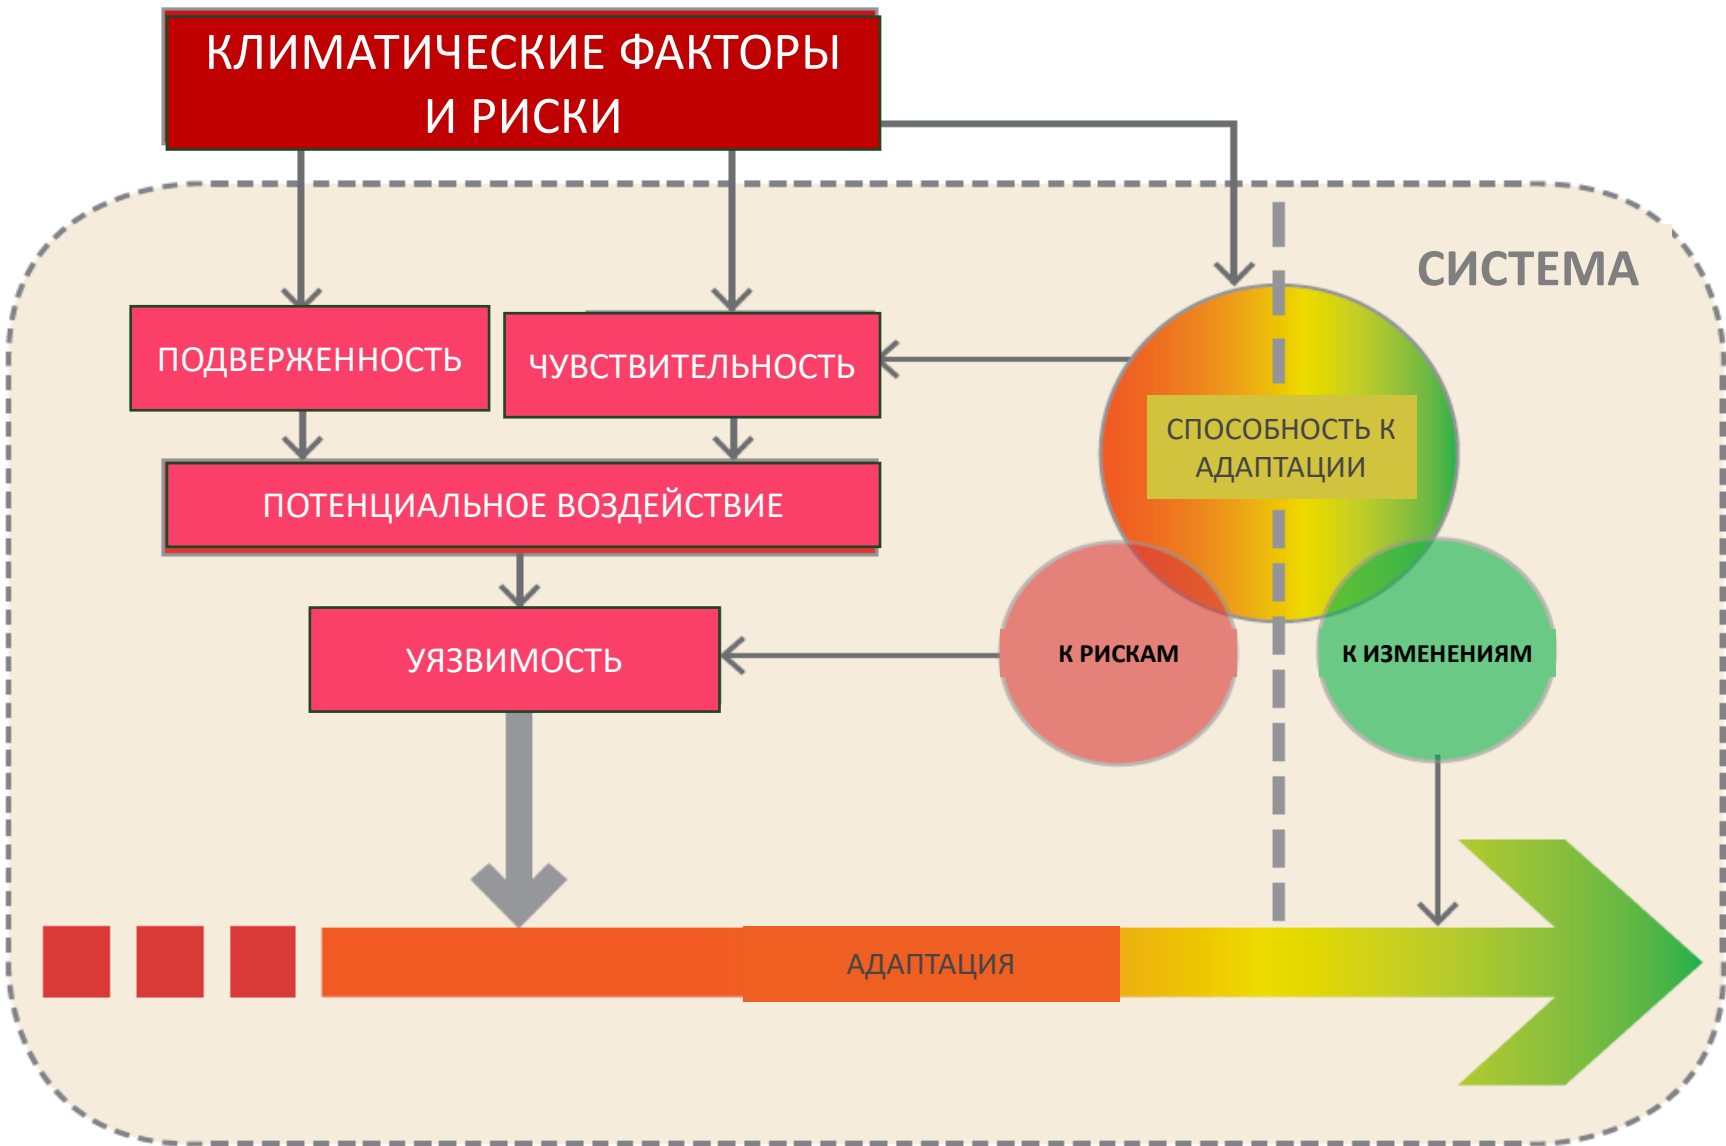 КЛИМАТИЧЕСКИЕ ФАКТОРЫ
И РИСКИ
СИСТЕМА
ПОДВЕРЖЕННОСТЬ
ЧУВСТВИТЕЛЬНОСТЬ
СПОСОБНОСТЬ К
АДАПТАЦИИ
ПОТЕНЦИАЛЬНОЕ ВОЗДЕЙСТВИЕ
УЯЗВИМОСТЬ
К РИСКАМ
К ИЗМЕНЕНИЯМ
АДАПТАЦИЯ